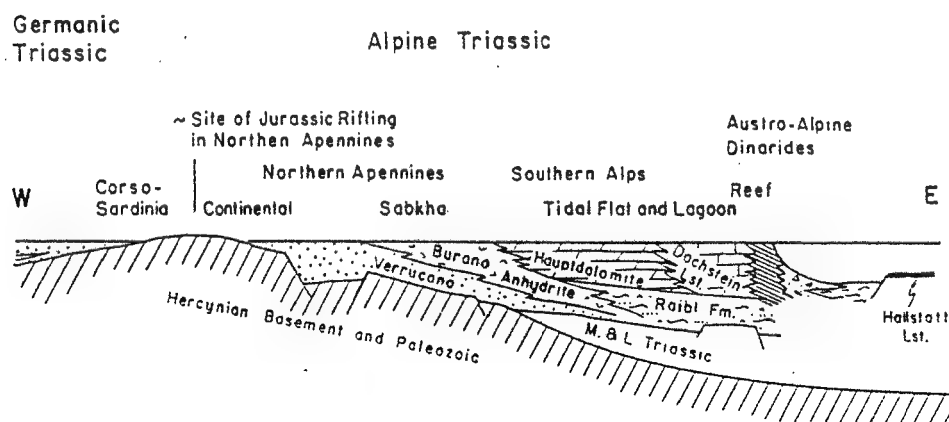 Germanic
Triassic
Alpine Triassic
~ Site of Jurassic Rifting
in Northen Apennines
Austro-Alpine
Dinarides
Northern Apennines
Southern Alps
W
Corso-
Sardinia
Continental
Sabkha
Tidal Flat and Lagoon
Reef
E
Burano Anhydrite
Hauptdolomite
Dachstein
Lst.
Verrucano
Raibl Fm.
Hallstatt
Lst.
Hercynian Basement and Paleozoic
M. & L Triassic